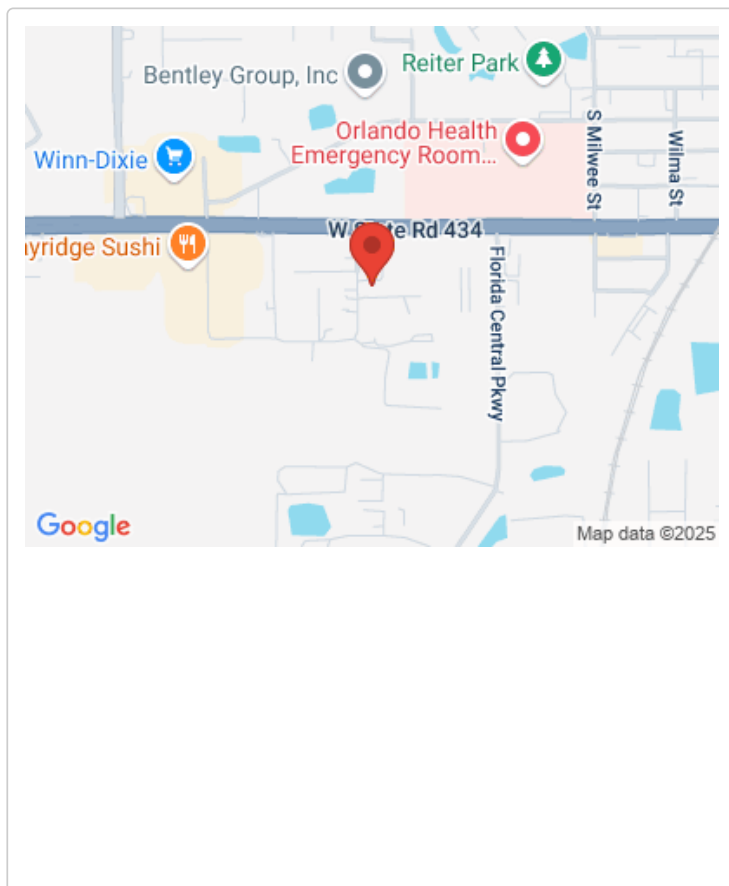 Reiter Park
Bentley Group, Inc
Orlando Health
Emergency Room...
S Milwee St
Wilma St
Winn-Dixie
W State Rd 434
ayridge Sushi
Florida Central Pkwy
Google
Map data ©2025